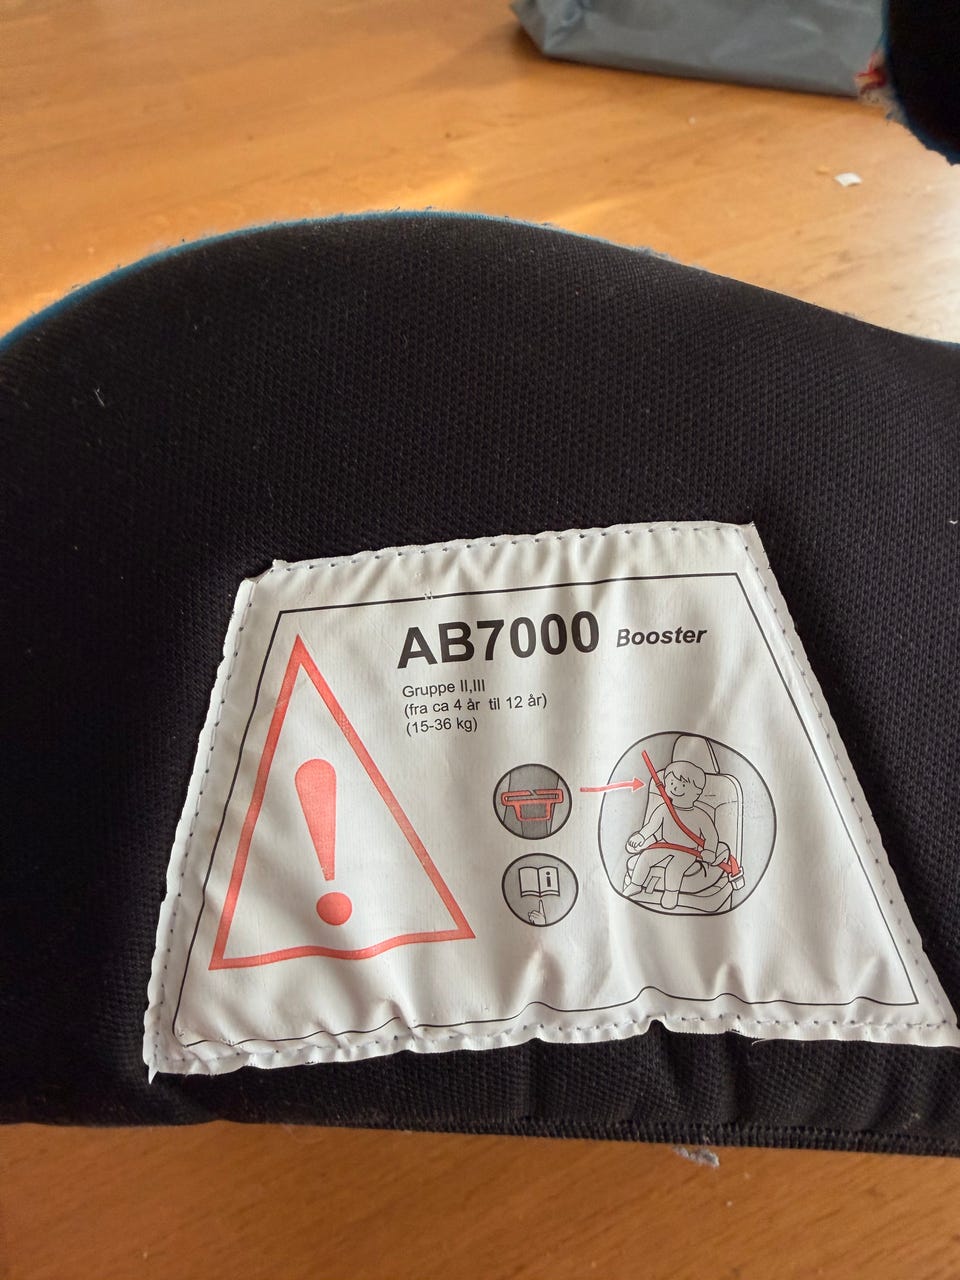 AB7000 Booster
Gruppe II,III
(fra ca 4 år til 12 år)
(15-36 kg)
i